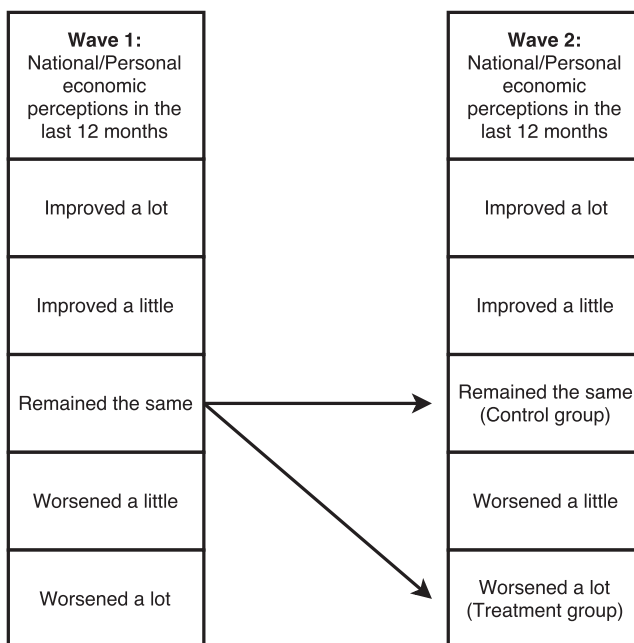 Wave 1:
National/Personal
economic
perceptions in the
last 12 months
Improved a lot
Improved a little
Remained the same
Worsened a little
Worsened a lot
Wave 2:
National/Personal
economic
perceptions in the
last 12 months
Improved a lot
Improved a little
Remained the same
(Control group)
Worsened a little
Worsened a lot
(Treatment group)